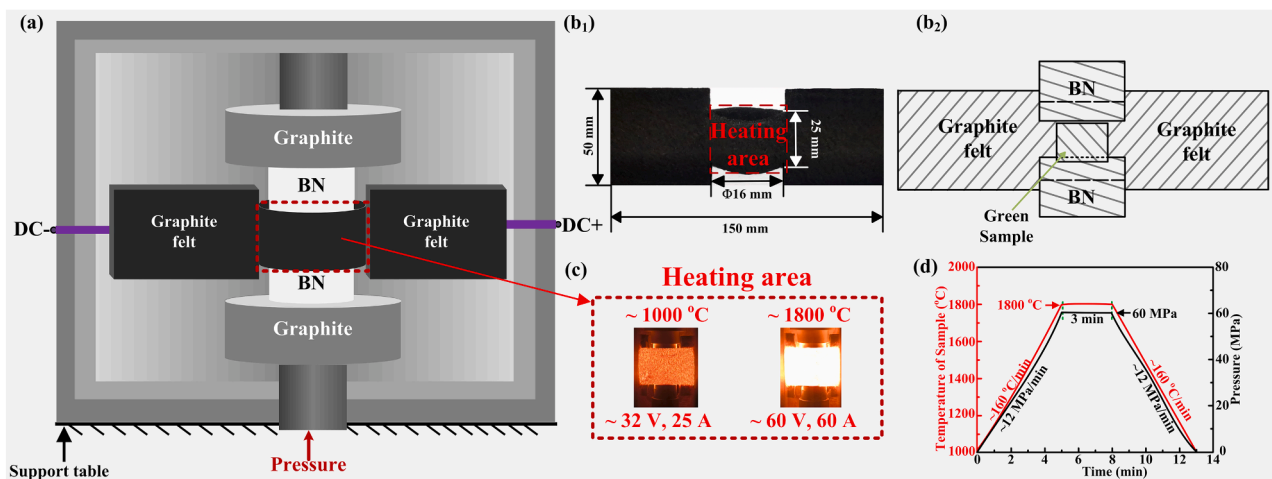 (a)
Graphite
BN
Graphite
felt
Graphite
felt
DC-
DC+
BN
Graphite
Support table
Pressure
(b₁)
50 mm
Heating
area
25 mm
Φ16 mm
150 mm
(b₂)
BN
Graphite
felt
Graphite
felt
BN
Green
Sample
(c)
Heating area
~ 1000 °C
~ 1800 °C
~ 32 V, 25 A
~ 60 V, 60 A
(d)
Temperature of Sample (°C)
2000
1800
1600
1400
1200
1000
1800 °C
3 min
60 MPa
~160 °C/min
~12 MPa/min
~160 °C/min
~12 MPa/min
80
60
40
20
0
Pressure (MPa)
0 2 4 6 8 10 12 14
Time (min)